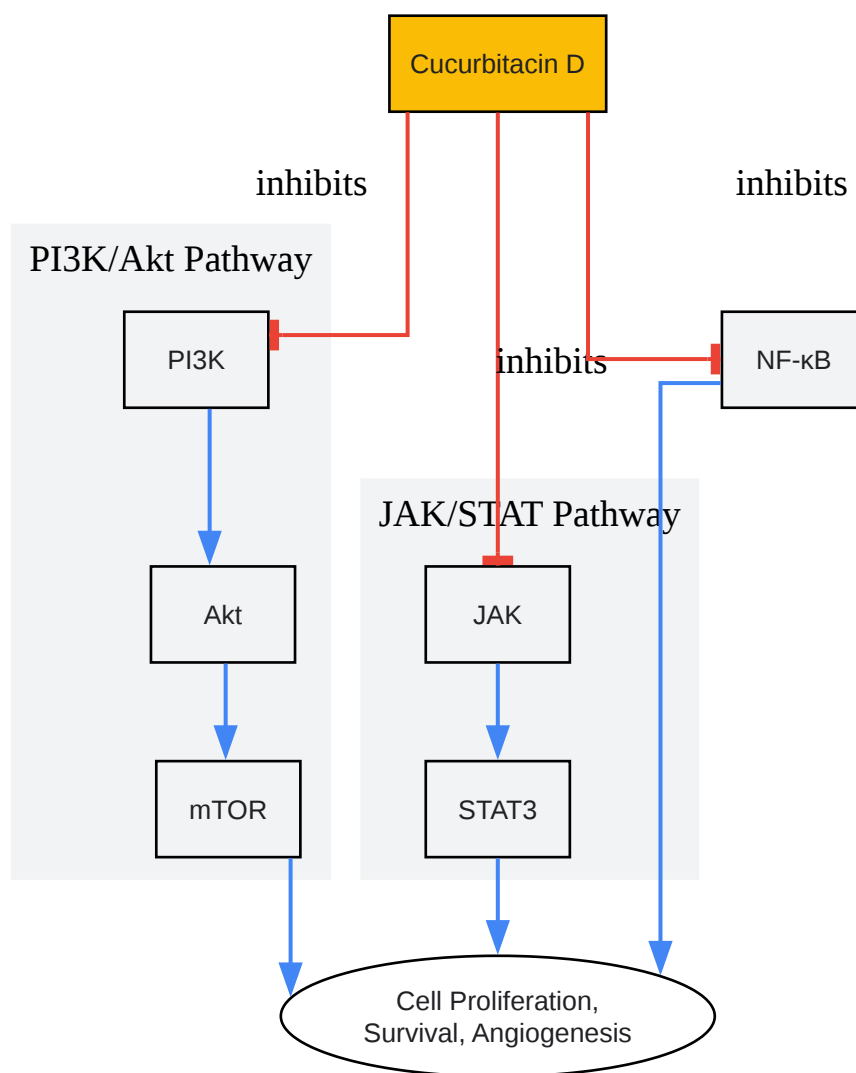 Cucurbitacin D
inhibits
inhibits
PI3K/Akt Pathway
PI3K
inhibits
NF-κB
JAK/STAT Pathway
Akt
JAK
mTOR
STAT3
Cell Proliferation,
Survival, Angiogenesis